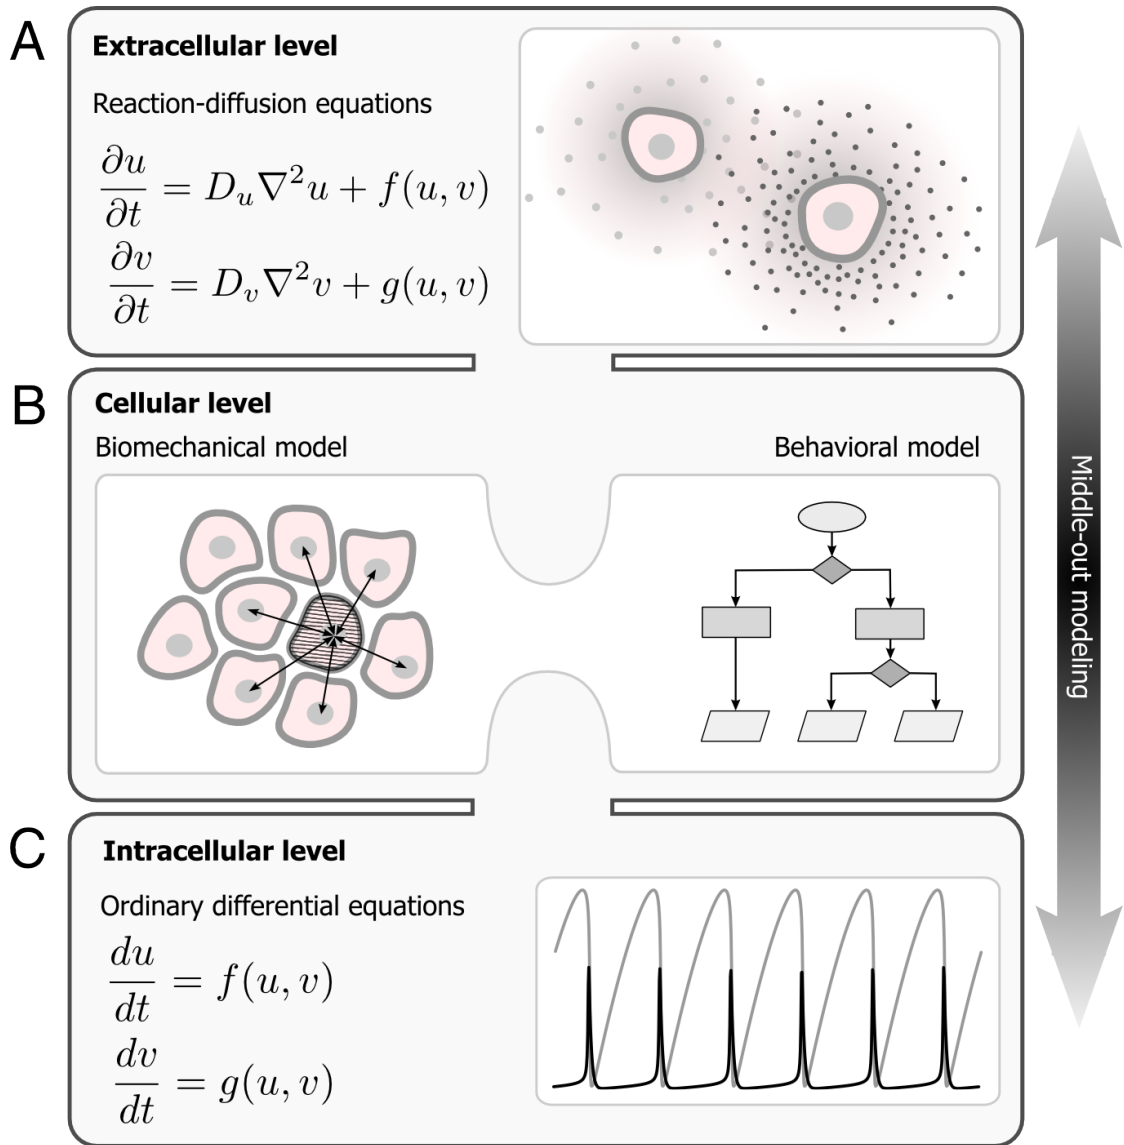 A
Extracellular level
Reaction-diffusion equations
∂u/∂t = D_u∇²u + f(u, v)
∂v/∂t = D_v∇²v + g(u, v)
B
Cellular level
Biomechanical model
Behavioral model
Middle-out modeling
C
Intracellular level
Ordinary differential equations
du/dt = f(u, v)
dv/dt = g(u, v)